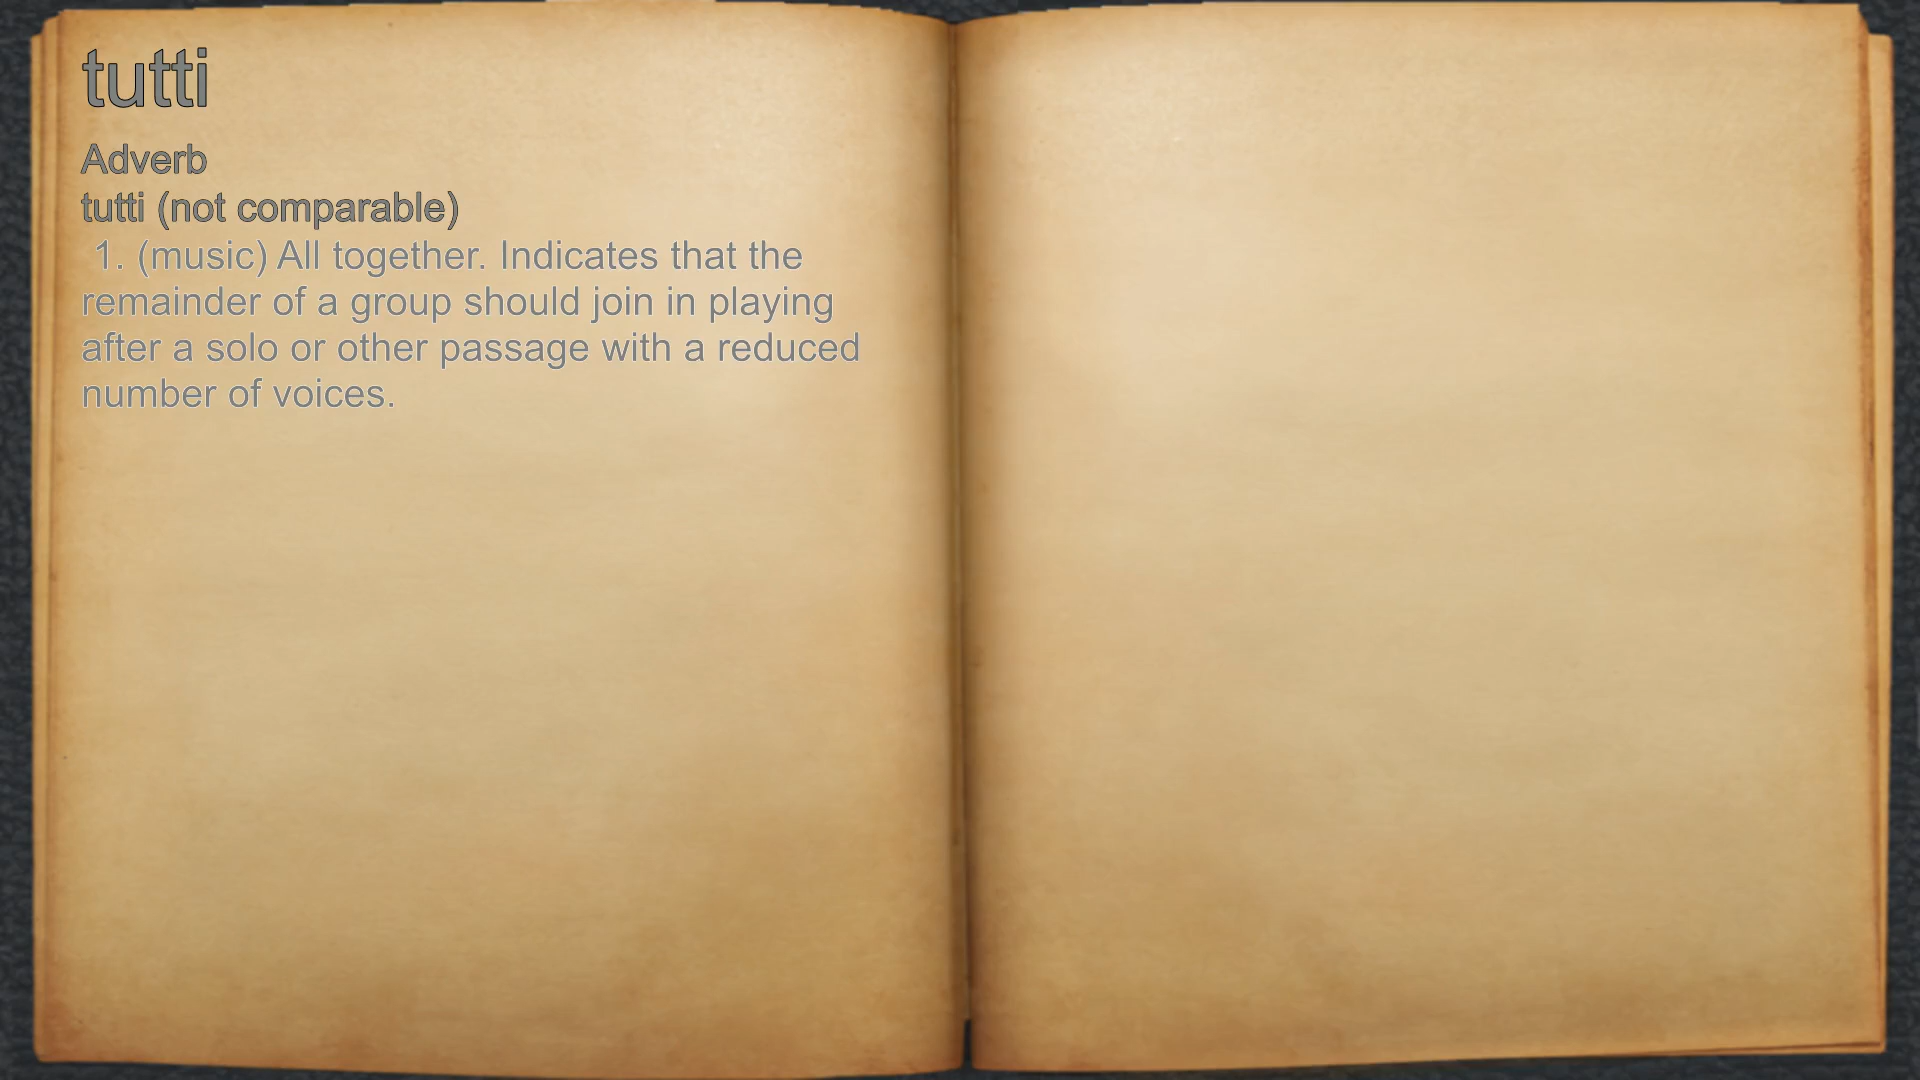 tutti
Adverb
tutti (not comparable)
1. (music) All together. Indicates that the
remainder of a group should join in playing
after a solo or other passage with a reduced
number of voices.